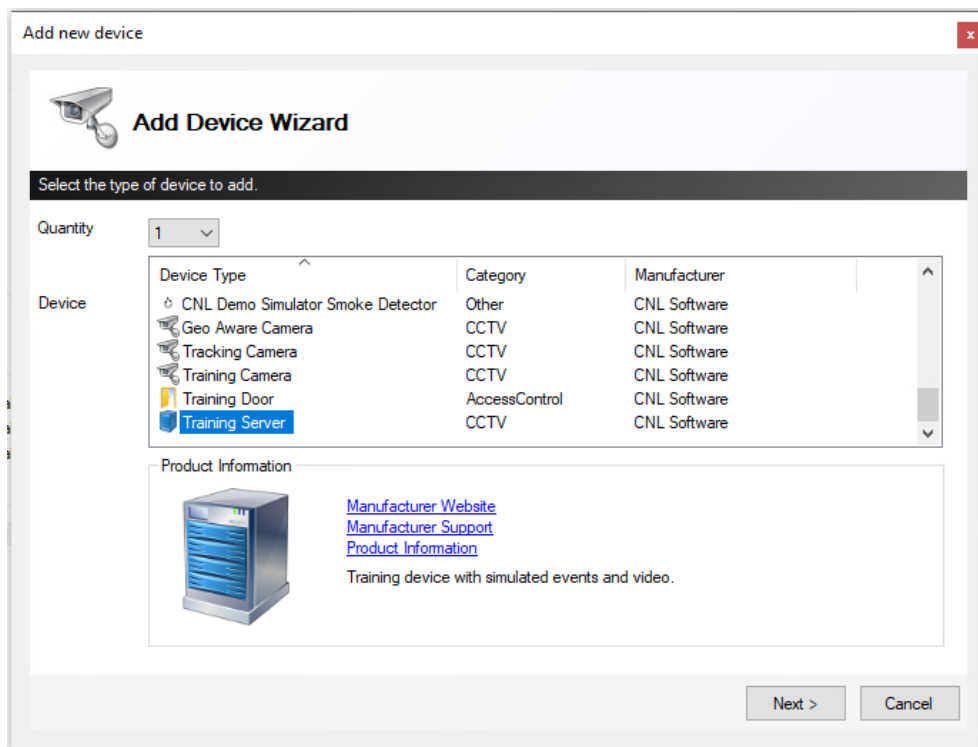 Add new device
x
Add Device Wizard
Select the type of device to add.
Quantity 1
Device Type Category Manufacturer
Device
CNL Demo Simulator Smoke Detector Other CNL Software
Geo Aware Camera CCTV CNL Software
Tracking Camera CCTV CNL Software
Training Camera CCTV CNL Software
Training Door AccessControl CNL Software
Training Server CCTV CNL Software
Product Information
Manufacturer Website
Manufacturer Support
Product Information
Training device with simulated events and video.
Next > Cancel